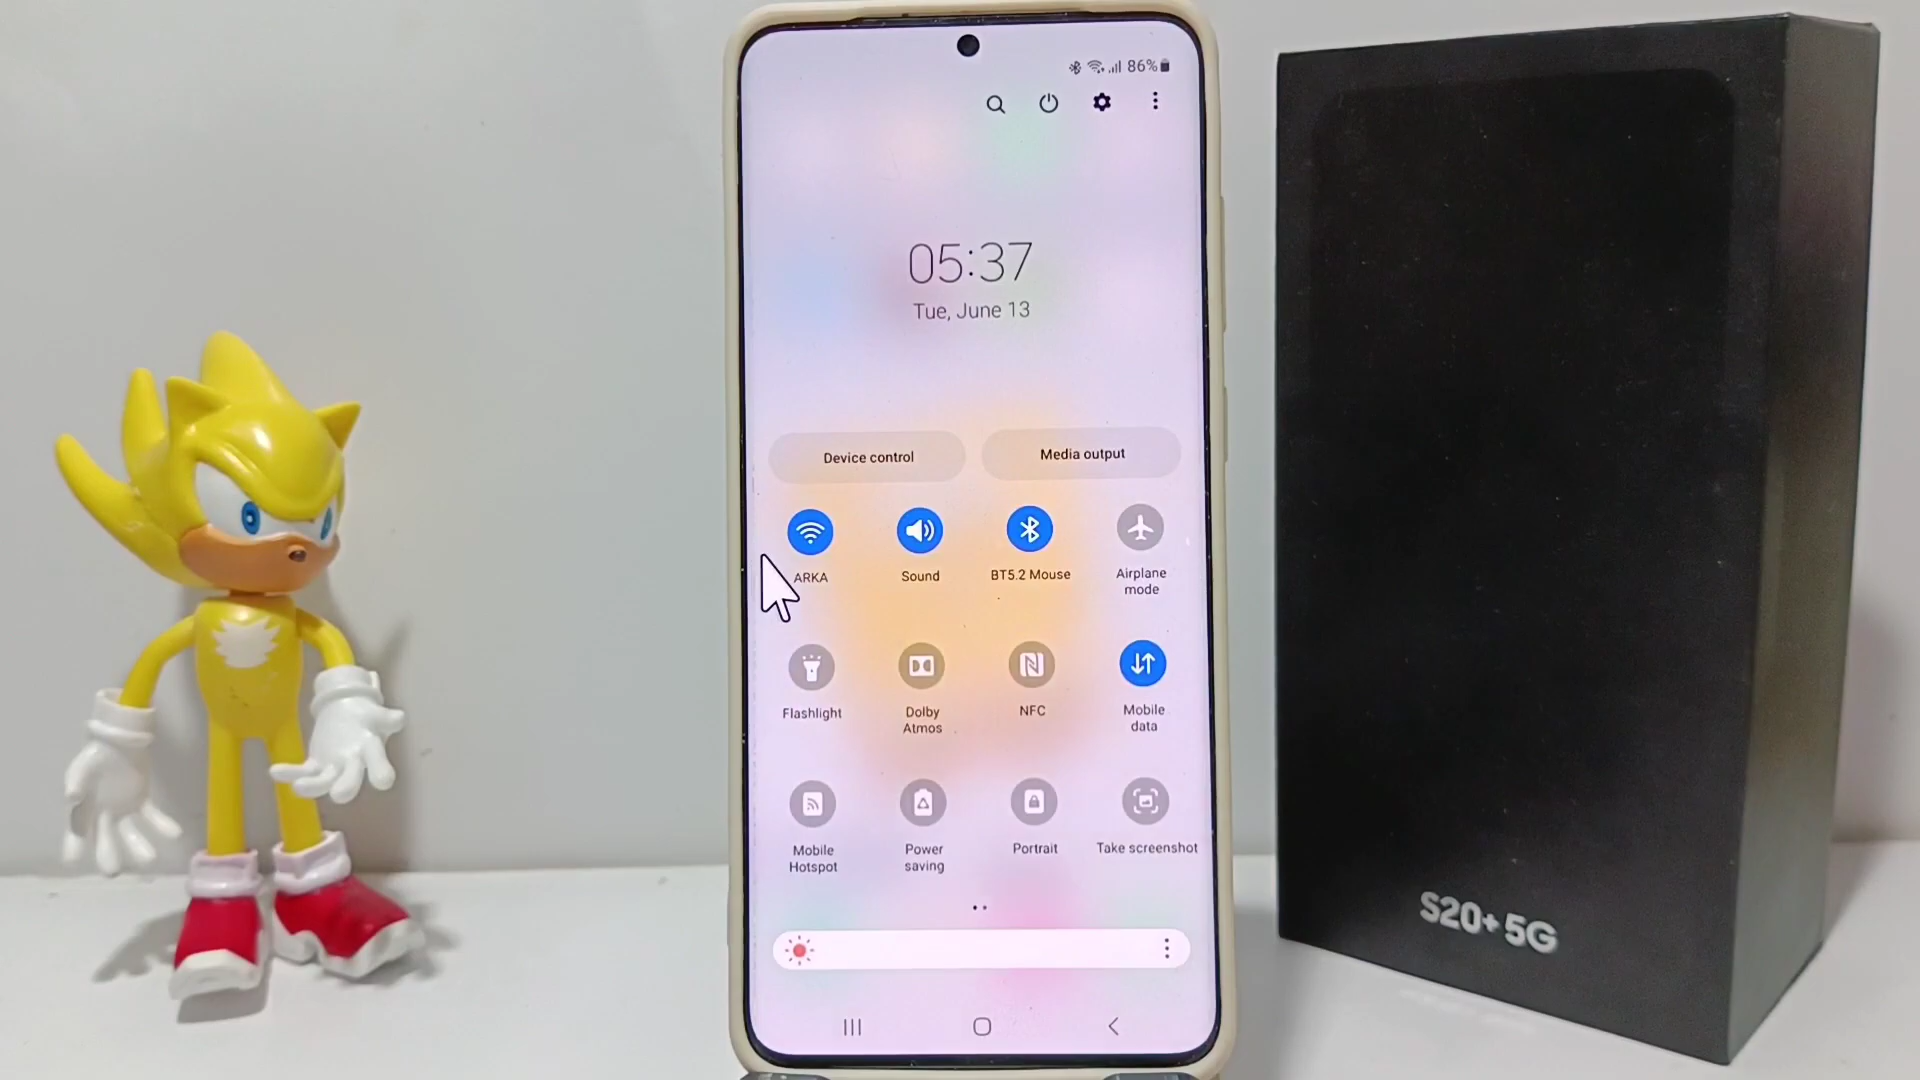 86%
05:37
Tue, June 13
Device control
Media output
ARKA
Sound
BT5.2 Mouse
Airplane
mode
Flashlight
Dolby
Atmos
NFC
Mobile
data
Mobile
Hotspot
Power
saving
Portrait
Take screenshot
S20+ 5G